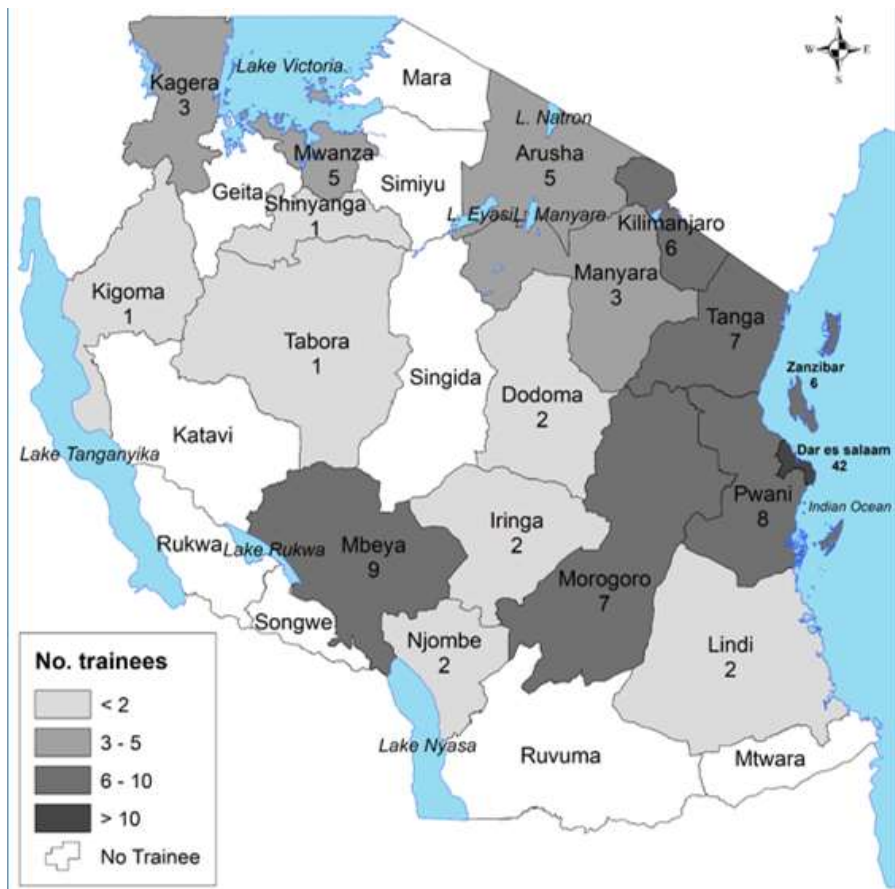 N
W
E
S
Lake Victoria.
Mara
Kagera
3
L. Natron
Mwanza
5
Arusha
5
Geita
Simiyu
Shinyanga
1
L. Eyasi
L. Manyara
Kilimanjaro
6
Manyara
3
Kigoma
1
Tanga
7
Tabora
1
Singida
Zanzibar
6
Dodoma
2
Katavi
Dar es salaam
42
Lake Tanganyika
Pwani
8
Indian Ocean
Iringa
2
Rukwa
Lake Rukwa
Mbeya
9
Morogoro
7
Songwe
Njombe
2
Lindi
2
Lake Nyasa
Ruvuma
Mtwara
No. trainees
< 2
3 - 5
6 - 10
> 10
No Trainee